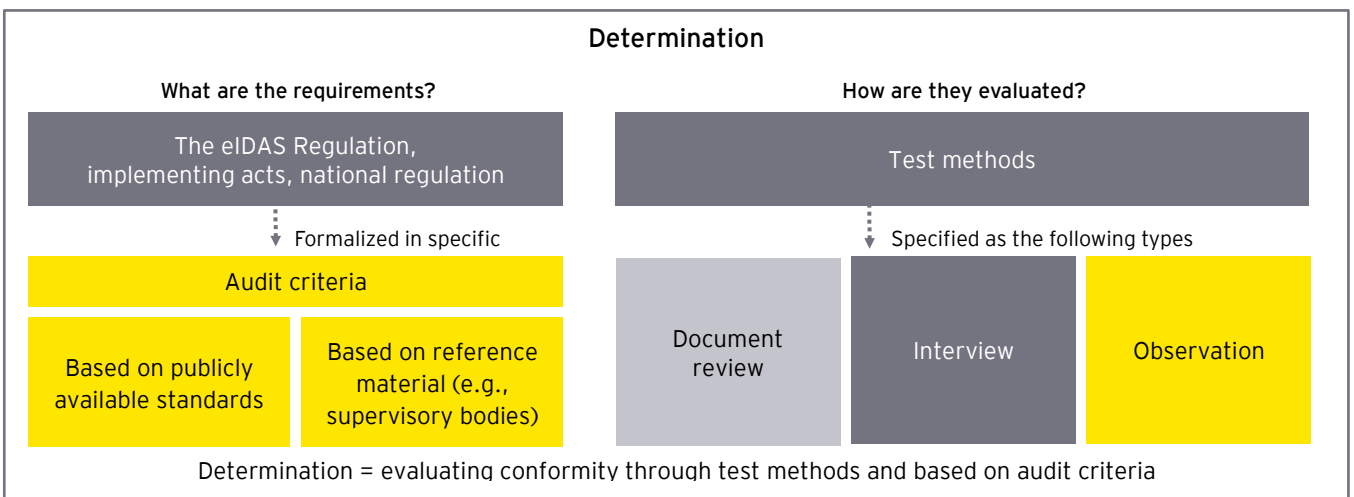 Determination
What are the requirements?
The eIDAS Regulation,
implementing acts, national regulation
Formalized in specific
Audit criteria
Based on publicly
available standards
Based on reference
material (e.g.,
supervisory bodies)
How are they evaluated?
Test methods
Specified as the following types
Document
review
Interview
Observation
Determination = evaluating conformity through test methods and based on audit criteria